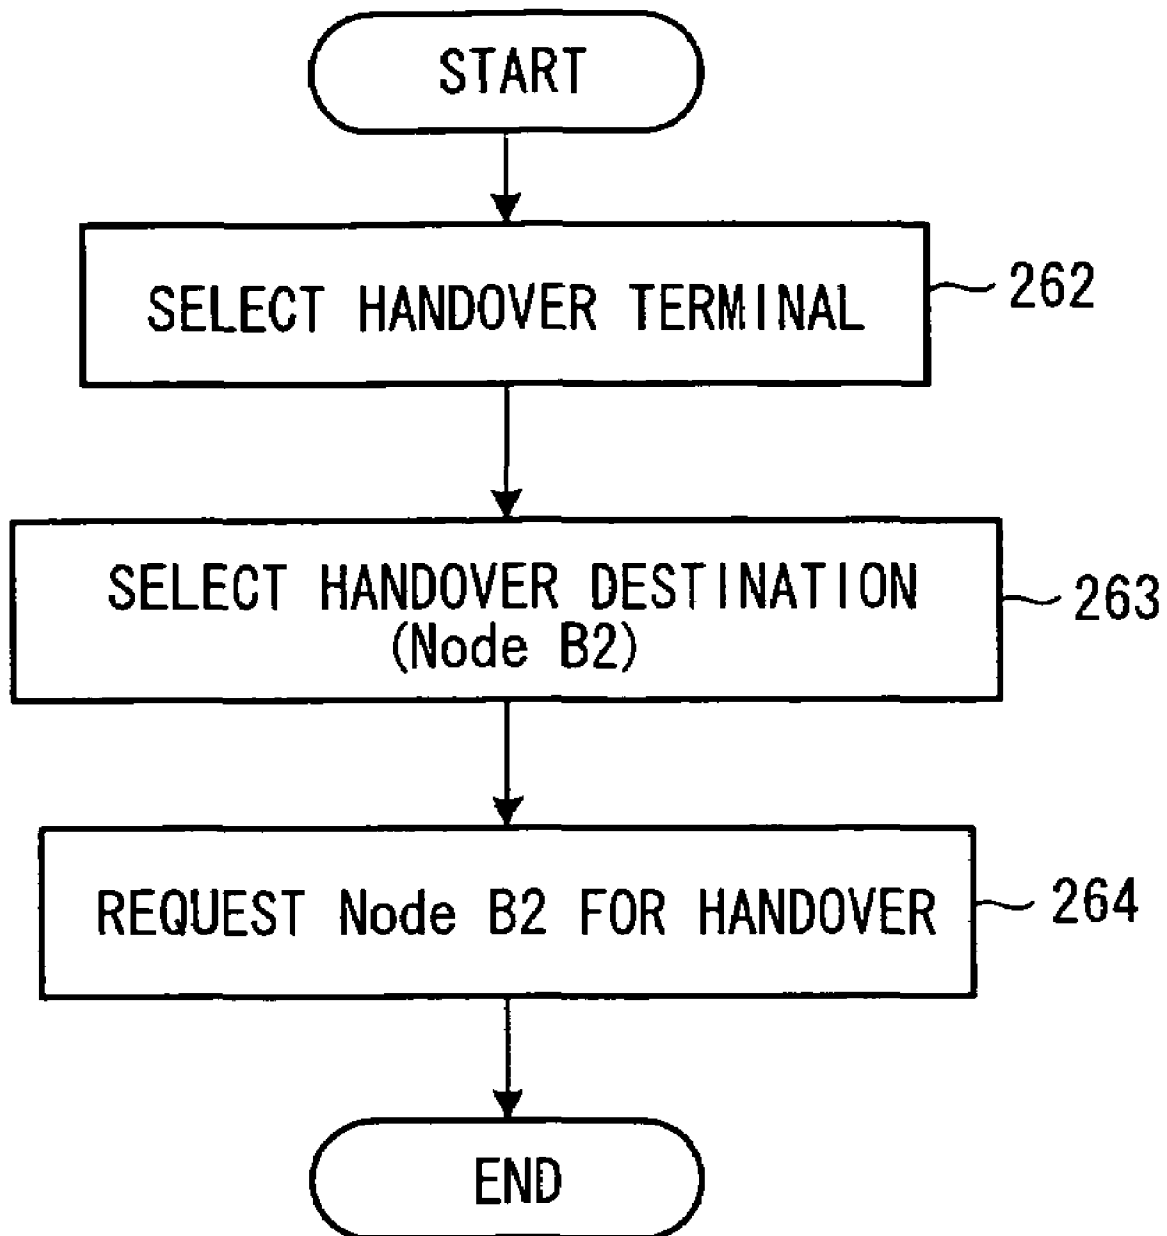 START
SELECT HANDOVER TERMINAL
262
SELECT HANDOVER DESTINATION
(Node B2)
263
REQUEST Node B2 FOR HANDOVER
264
END